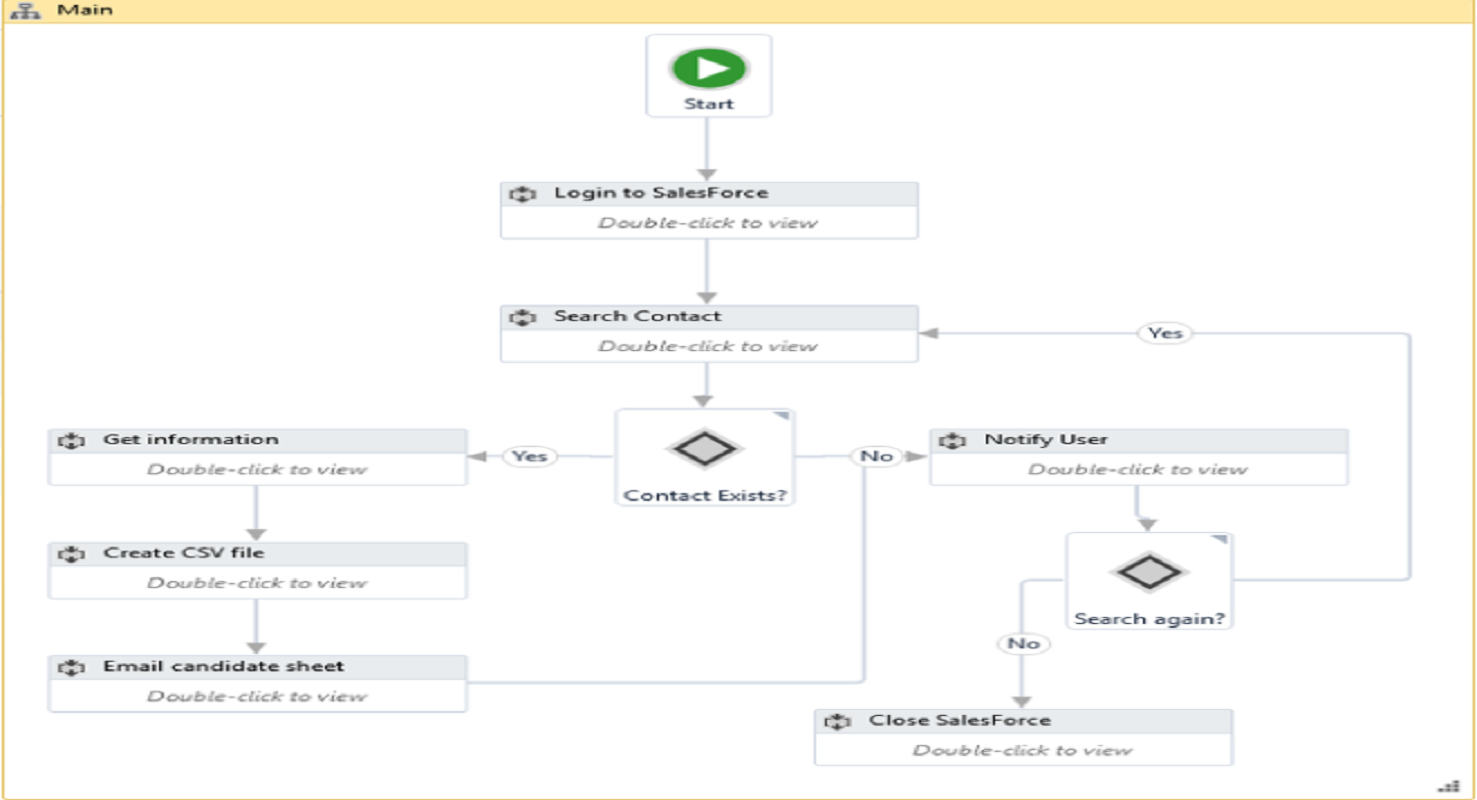 Main
Start
Login to SalesForce
Double-click to view
Search Contact
Double-click to view
Yes
Get information
Double-click to view
Yes
Contact Exists?
No
Notify User
Double-click to view
Create CSV file
Double-click to view
Search again?
No
Email candidate sheet
Double-click to view
Close SalesForce
Double-click to view